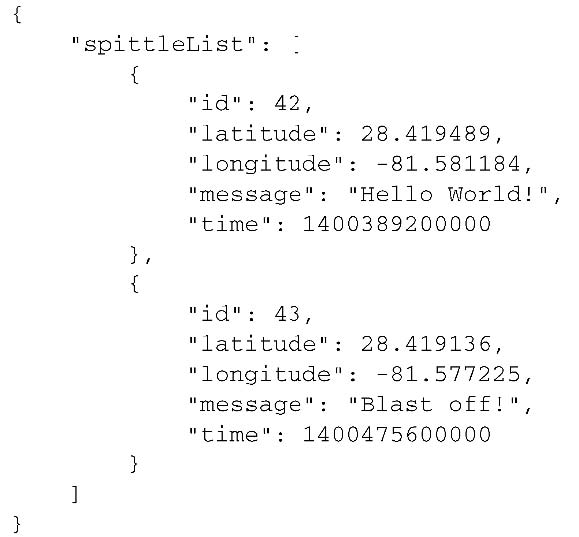 {
    "spittleList": [
        {
            "id": 42,
            "latitude": 28.419489,
            "longitude": -81.581184,
            "message": "Hello World!",
            "time": 1400389200000
        },
        {
            "id": 43,
            "latitude": 28.419136,
            "longitude": -81.577225,
            "message": "Blast off!",
            "time": 1400475600000
        }
    ]
}